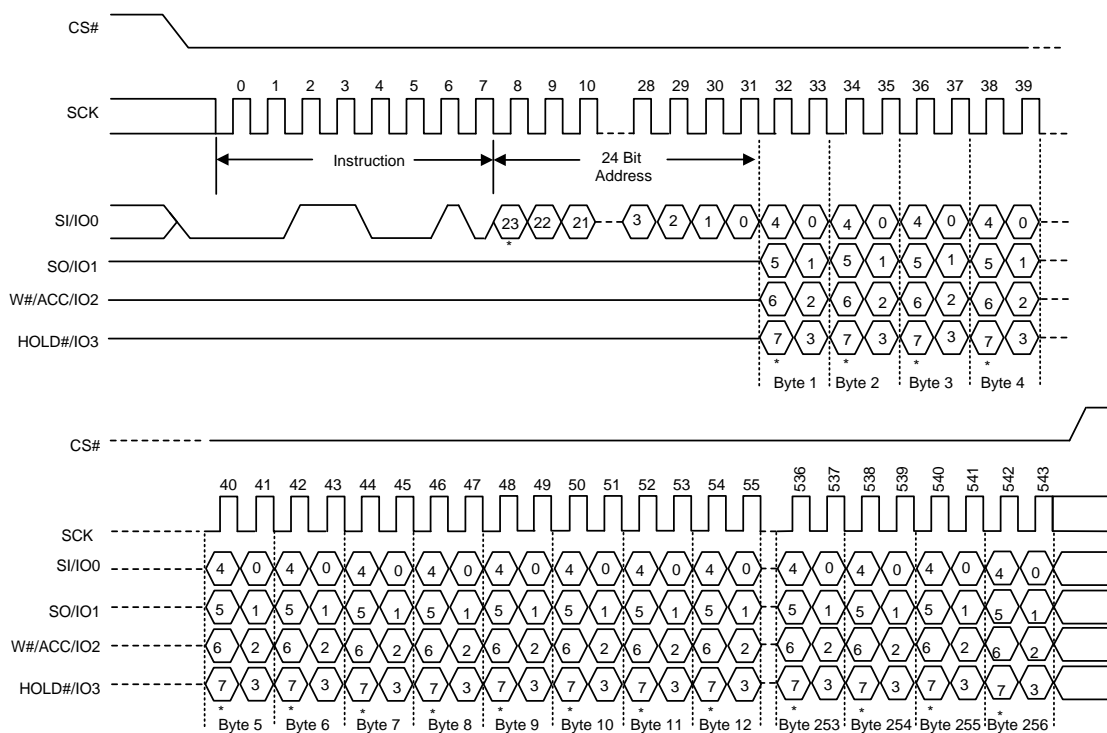 CS#
0 1 2 3 4 5 6 7 8 9 10 28 29 30 31 32 33 34 35 36 37 38 39
SCK
Instruction
24 Bit
Address
SI/IO0 23 22 21 3 2 1 0 4 0 4 0 4 0 4 0
*
SO/IO1 5 1 5 1 5 1 5 1
W#/ACC/IO2 6 2 6 2 6 2 6 2
HOLD#/IO3 7 3 7 3 7 3 7 3
* * * *
Byte 1 Byte 2 Byte 3 Byte 4
CS#
40 41 42 43 44 45 46 47 48 49 50 51 52 53 54 55 536 537 538 539 540 541 542 543
SCK
SI/IO0 4 0 4 0 4 0 4 0 4 0 4 0 4 0 4 0 4 0 4 0 4 0 4 0
SO/IO1 5 1 5 1 5 1 5 1 5 1 5 1 5 1 5 1 5 1 5 1 5 1 5 1
W#/ACC/IO2 6 2 6 2 6 2 6 2 6 2 6 2 6 2 6 2 6 2 6 2 6 2 6 2
HOLD#/IO3 7 3 7 3 7 3 7 3 7 3 7 3 7 3 7 3 7 3 7 3 7 3 7 3
* * * * * * * * * * * *
Byte 5 Byte 6 Byte 7 Byte 8 Byte 9 Byte 10 Byte 11 Byte 12 Byte 253 Byte 254 Byte 255 Byte 256